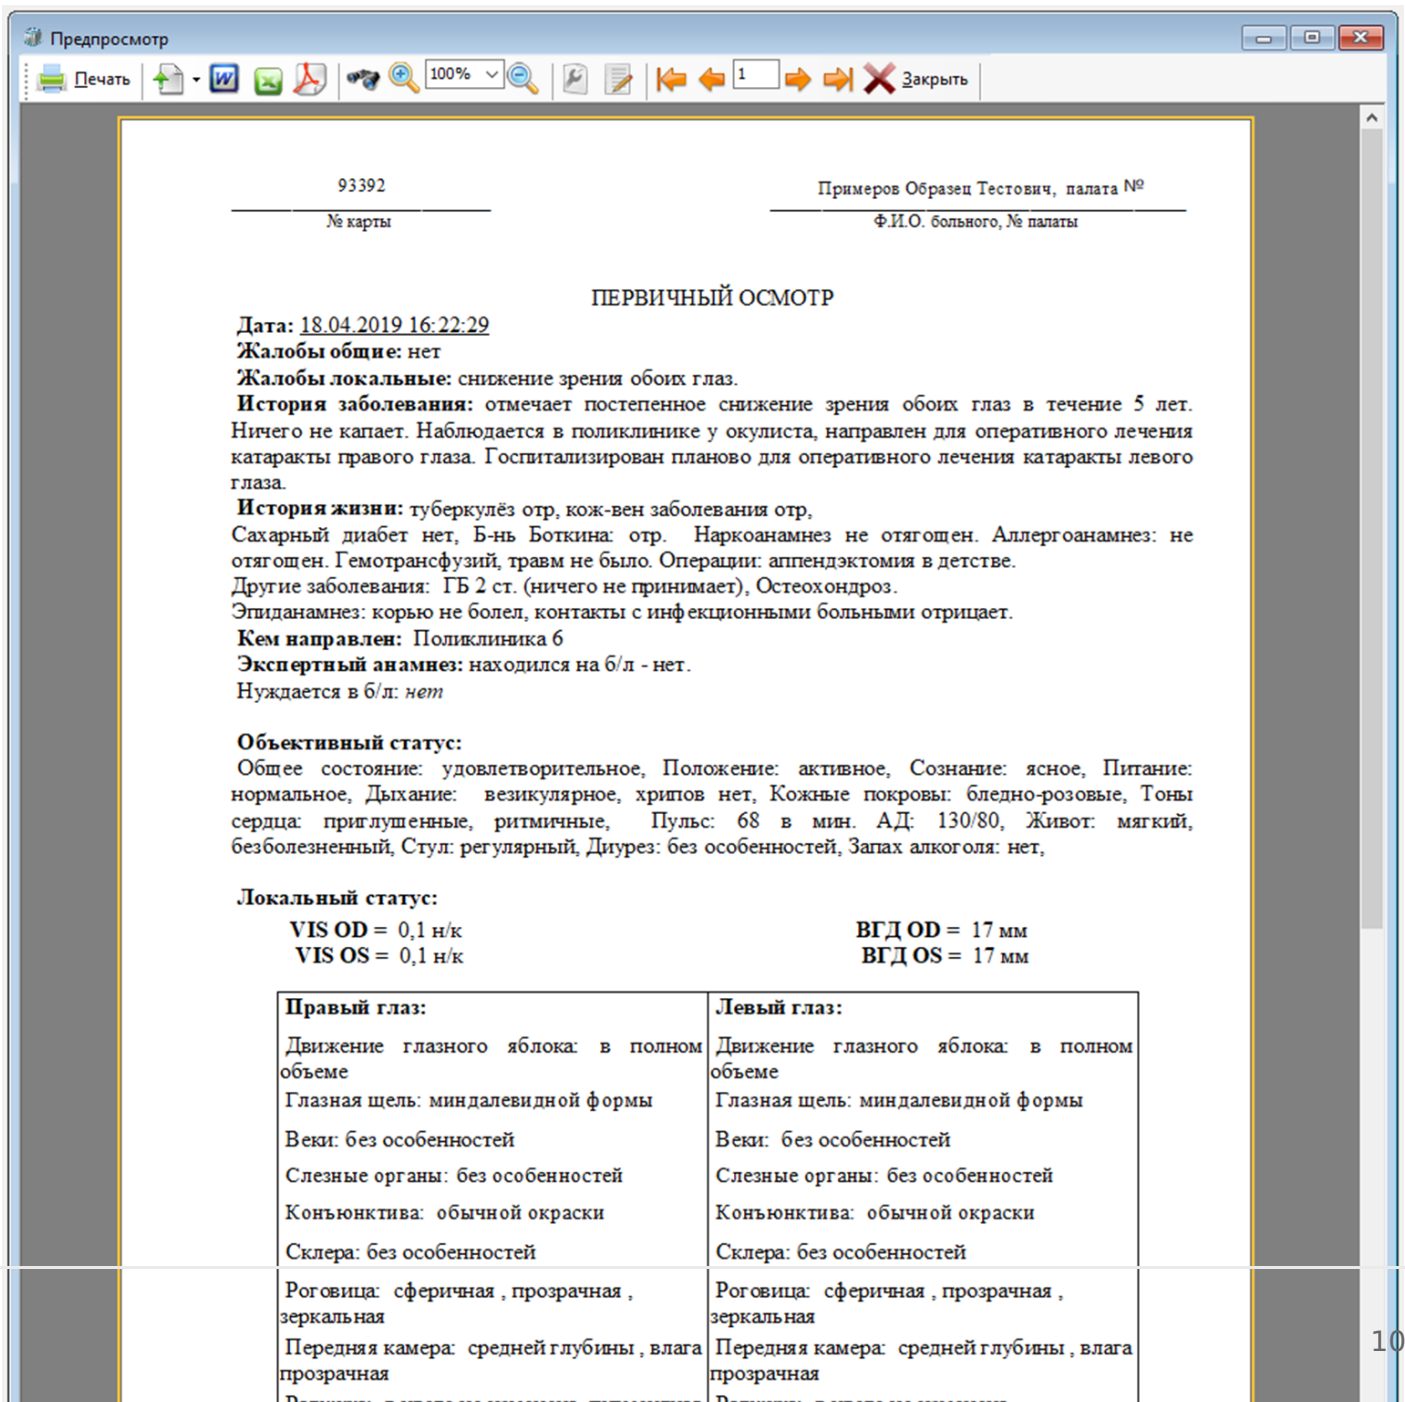 Предпросмотр
Печать 100% 1 Закрыть
93392 Примеров Образец Тестович, палата №
№ карты Ф.И.О. больного, № палаты
ПЕРВИЧНЫЙ ОСМОТР
Дата: 18.04.2019 16:22:29
Жалобы общие: нет
Жалобы локальные: снижение зрения обоих глаз.
История заболевания: отмечает постепенное снижение зрения обоих глаз в течение 5 лет.
Ничего не капает. Наблюдается в поликлинике у окулиста, направлен для оперативного лечения
катаракты правого глаза. Госпитализирован планово для оперативного лечения катаракты левого
глаза.
История жизни: туберкулёз отр, кож-вен заболевания отр,
Сахарный диабет нет, Б-нь Боткина: отр. Наркоанамнез не отягощен. Аллергоанамнез: не
отягощен. Гемотрансфузий, травм не было. Операции: аппендэктомия в детстве.
Другие заболевания: ГБ 2 ст. (ничего не принимает), Остеохондроз.
Эпиданамнез: корью не болел, контакты с инфекционными больными отрицает.
Кем направлен: Поликлиника 6
Экспертный анамнез: находился на б/л - нет.
Нуждается в б/л: нет
Объективный статус:
Общее состояние: удовлетворительное, Положение: активное, Сознание: ясное, Питание:
нормальное, Дыхание: везикулярное, хрипов нет, Кожные покровы: бледно-розовые, Тоны
сердца: приглушенные, ритмичные, Пульс: 68 в мин. АД: 130/80, Живот: мягкий,
безболезненный, Стул: регулярный, Диурез: без особенностей, Запах алкоголя: нет,
Локальный статус:
VIS OD = 0,1 н/к ВГД OD = 17 мм
VIS OS = 0,1 н/к ВГД OS = 17 мм
Правый глаз:
Движение глазного яблока: в полном
объеме
Глазная щель: миндалевидной формы
Веки: без особенностей
Слезные органы: без особенностей
Конъюнктива: обычной окраски
Склера: без особенностей
Роговица: сферичная , прозрачная ,
зеркальная
Передняя камера: средней глубины , влага
прозрачная
Левый глаз:
Движение глазного яблока: в полном
объеме
Глазная щель: миндалевидной формы
Веки: без особенностей
Слезные органы: без особенностей
Конъюнктива: обычной окраски
Склера: без особенностей
Роговица: сферичная , прозрачная ,
зеркальная
Передняя камера: средней глубины , влага
прозрачная
10